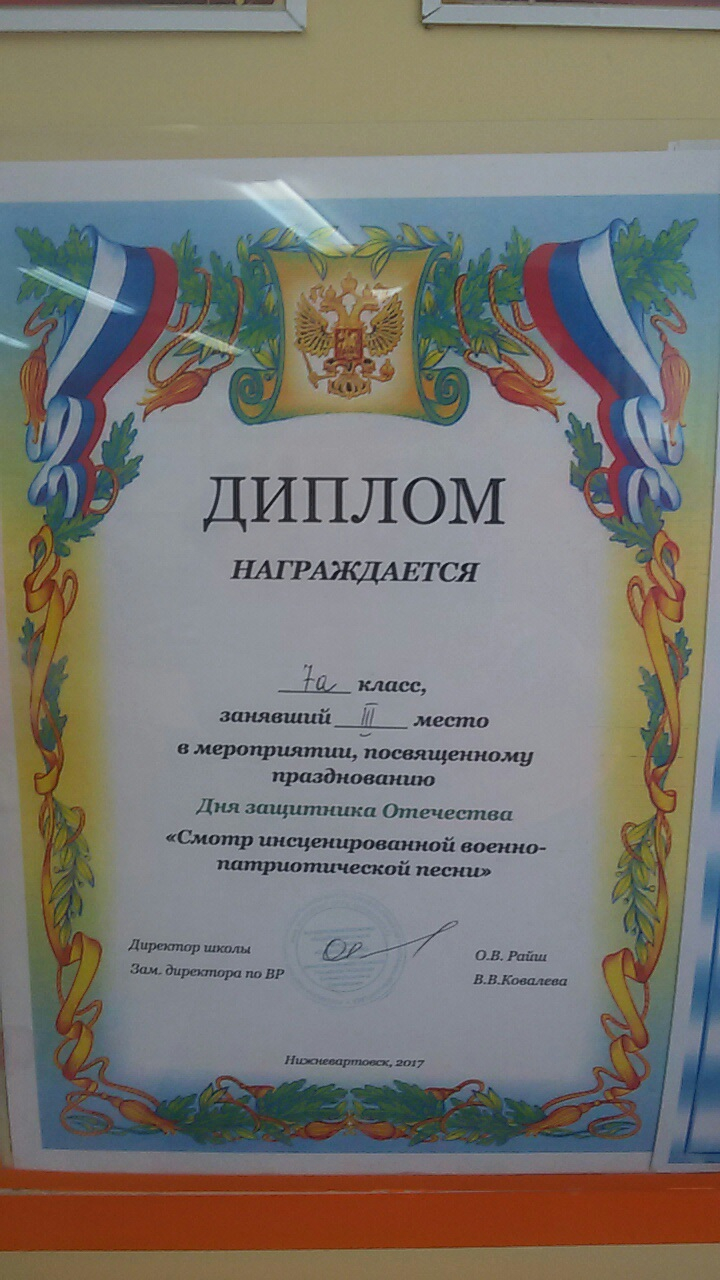 ДИПЛОМ
НАГРАЖДАЕТСЯ
7а класс,
занявший III место
в мероприятии, посвященному
празднованию
Дня защитника Отечества
«Смотр инсценированной военно-
патриотической песни»
Директор школы О.В. Райш
Зам. директора по ВР В.В.Ковалева
Нижневартовск, 2017